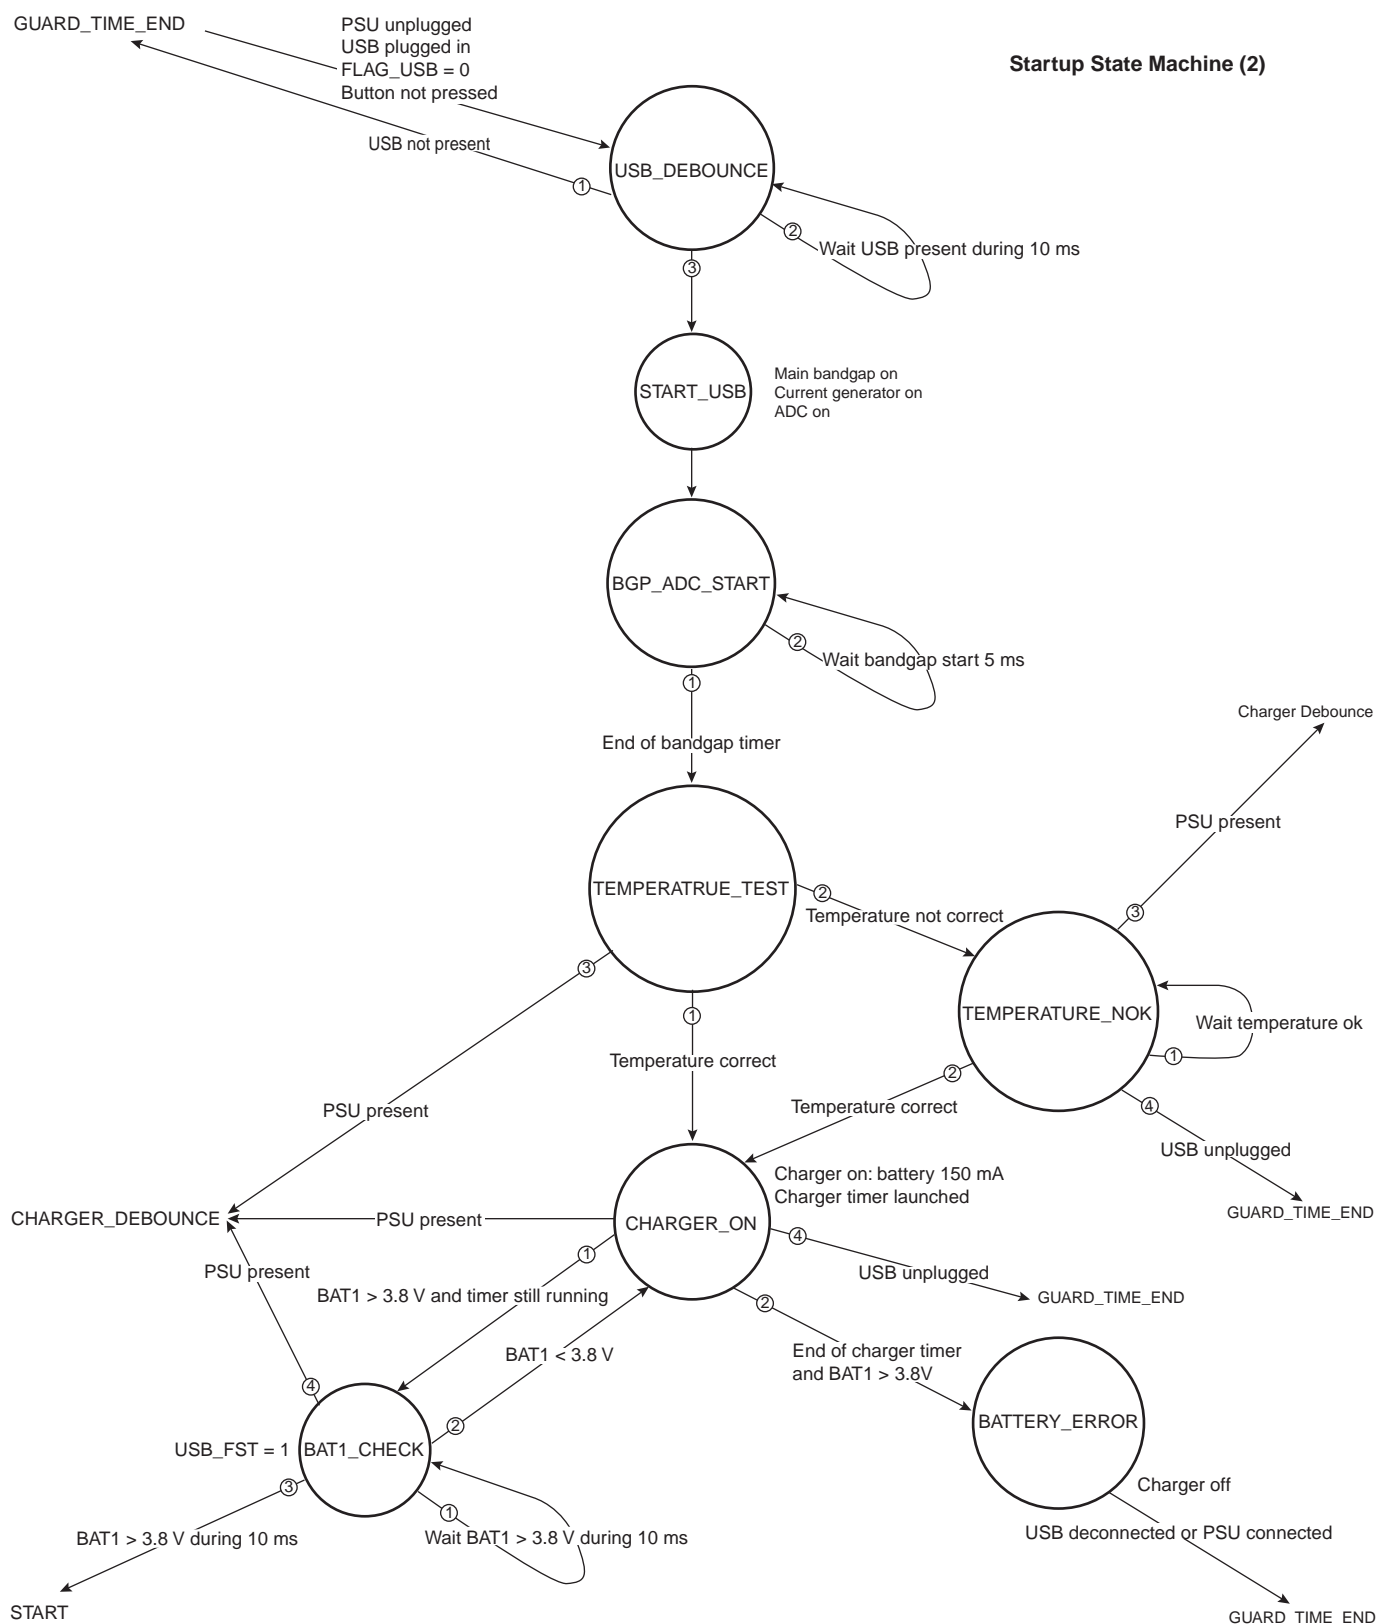 GUARD_TIME_END
PSU unplugged
USB plugged in
FLAG_USB = 0
Button not pressed
Startup State Machine (2)
USB not present
1
USB_DEBOUNCE
2
Wait USB present during 10 ms
3
START_USB
Main bandgap on
Current generator on
ADC on
BGP_ADC_START
2
Wait bandgap start 5 ms
1
End of bandgap timer
Charger Debounce
PSU present
3
TEMPERATRUE_TEST
2
Temperature not correct
3
1
TEMPERATURE_NOK
Wait temperature ok
1
Temperature correct
2
PSU present
Temperature correct
4
USB unplugged
GUARD_TIME_END
Charger on: battery 150 mA
Charger timer launched
CHARGER_DEBOUNCE
PSU present
CHARGER_ON
4
USB unplugged
GUARD_TIME_END
1
PSU present
BAT1 > 3.8 V and timer still running
2
BAT1 < 3.8 V
End of charger timer
and BAT1 > 3.8V
4
2
BATTERY_ERROR
USB_FST = 1
BAT1_CHECK
3
1
Charger off
BAT1 > 3.8 V during 10 ms
Wait BAT1 > 3.8 V during 10 ms
USB deconnected or PSU connected
START
GUARD_TIME_END